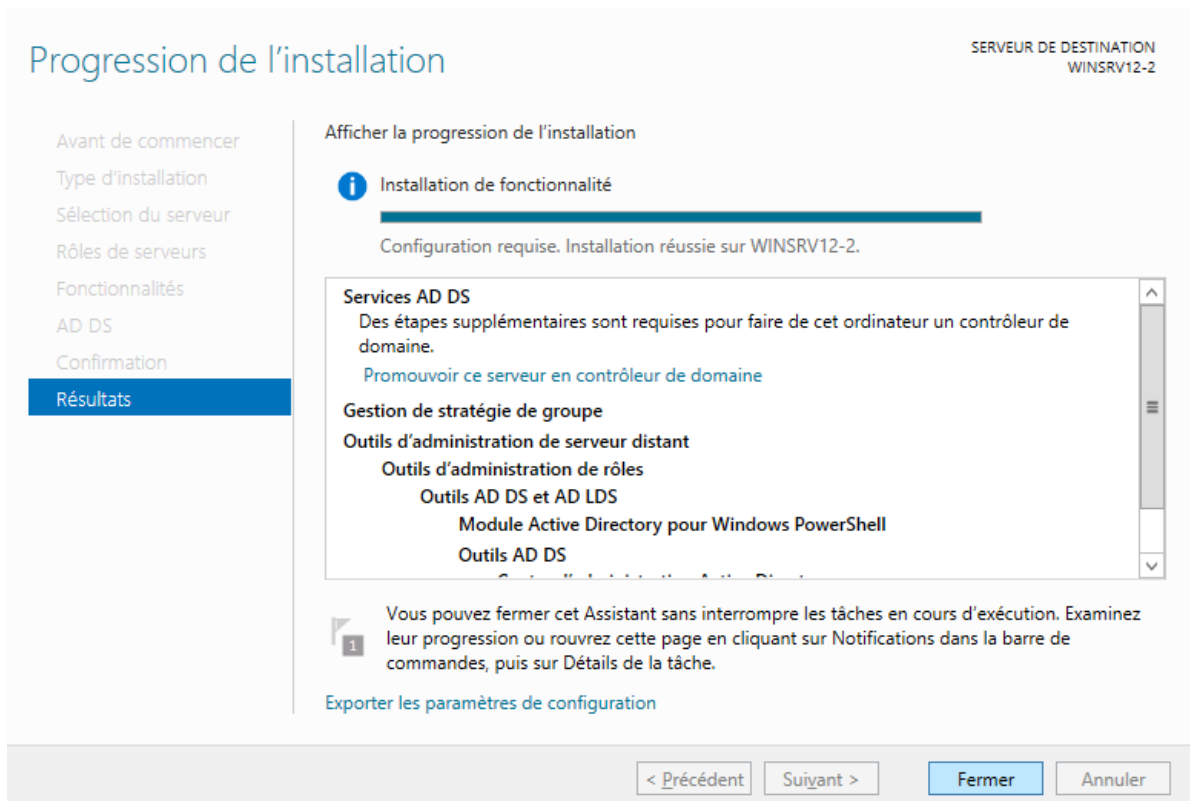 Progression de l’installation
SERVEUR DE DESTINATION
WINSRV12-2
Avant de commencer
Type d'installation
Sélection du serveur
Rôles de serveurs
Fonctionnalités
AD DS
Confirmation
Résultats
Afficher la progression de l’installation
Installation de fonctionnalité
Configuration requise. Installation réussie sur WINSRV12-2.
Services AD DS
Des étapes supplémentaires sont requises pour faire de cet ordinateur un contrôleur de
domaine.
Promouvoir ce serveur en contrôleur de domaine
Gestion de stratégie de groupe
Outils d’administration de serveur distant
Outils d’administration de rôles
Outils AD DS et AD LDS
Module Active Directory pour Windows PowerShell
Outils AD DS
1
Vous pouvez fermer cet Assistant sans interrompre les tâches en cours d’exécution. Examinez
leur progression ou rouvrez cette page en cliquant sur Notifications dans la barre de
commandes, puis sur Détails de la tâche.
Exporter les paramètres de configuration
< Précédent
Suivant >
Fermer
Annuler